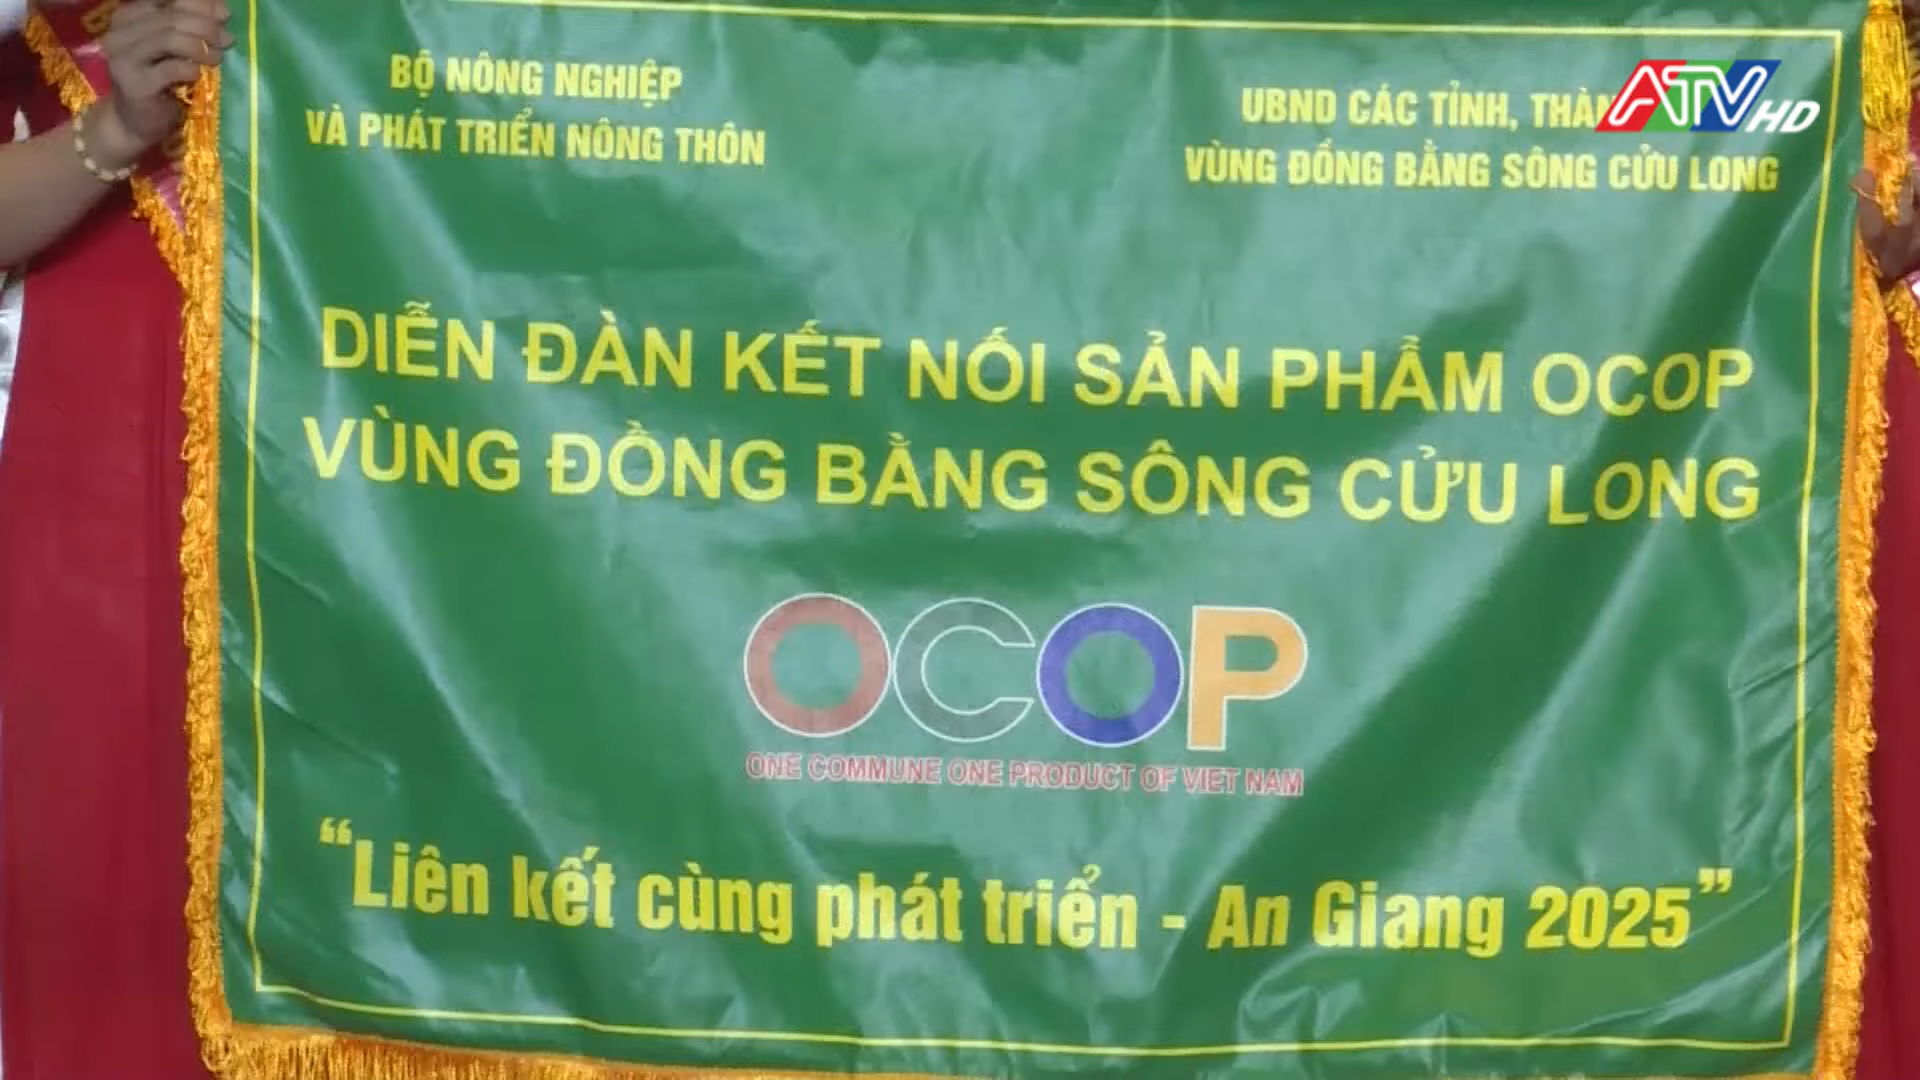 BỘ NÔNG NGHIỆP
VÀ PHÁT TRIỂN NÔNG THÔN
UBND CÁC TỈNH,
VÙNG ĐỒNG BẰNG SÔNG CỬU LONG
ATV HD
DIỄN ĐÀN KẾT NỐI SẢN PHẨM OCOP
VÙNG ĐỒNG BẰNG SÔNG CỬU LONG
OCOP
ONE COMMUNE ONE PRODUCT OF VIET NAM
“Liên kết cùng phát triển - An Giang 2025”